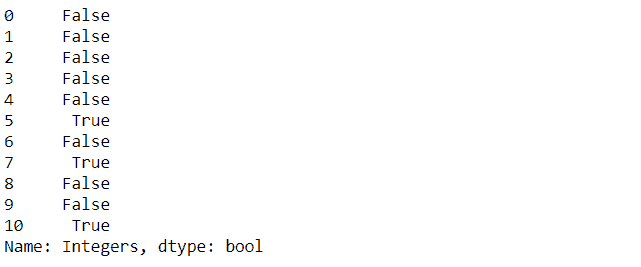 0     False
1     False
2     False
3     False
4     False
5      True
6     False
7      True
8     False
9     False
10     True
Name: Integers, dtype: bool